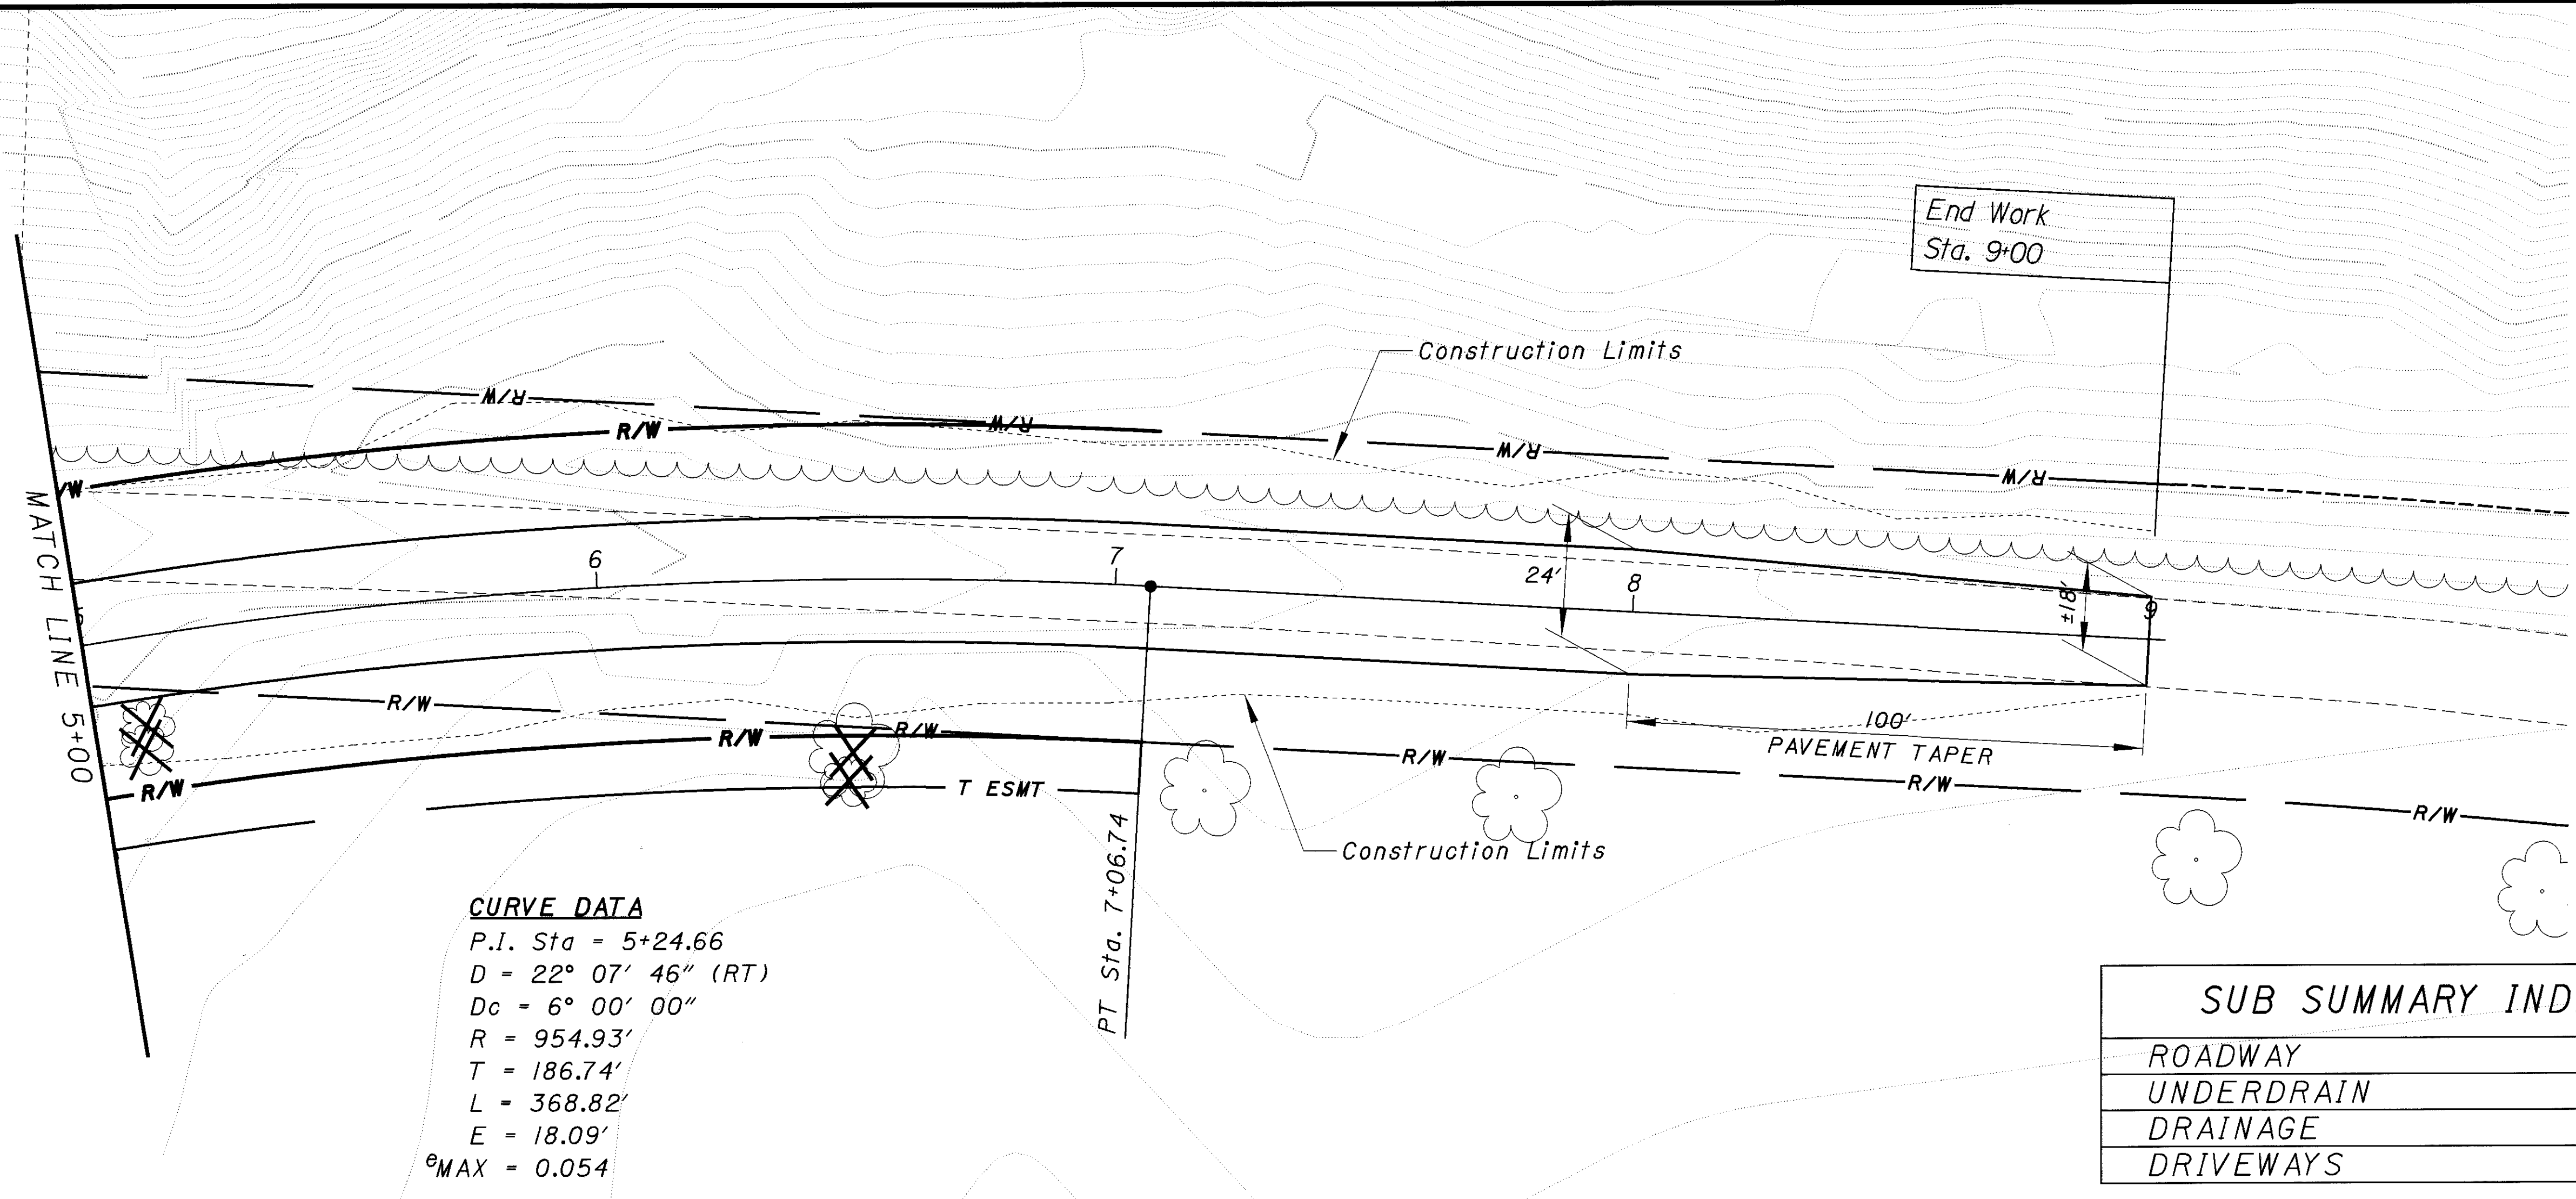 End Work
Sta. 9+00
Construction Limits
R/W
R/W
R/W
R/W
R/W
/W
MATCH LINE 5+00
6
7
8
9
24'
±18'
R/W
R/W
R/W
R/W
R/W
R/W
R/W
100'
PAVEMENT TAPER
T ESMT
Construction Limits
PT Sta. 7+06.74
CURVE DATA
P.I. Sta = 5+24.66
D = 22° 07' 46" (RT)
Dc = 6° 00' 00"
R = 954.93'
T = 186.74'
L = 368.82'
E = 18.09'
eMAX = 0.054
SUB SUMMARY IND
ROADWAY
UNDERDRAIN
DRAINAGE
DRIVEWAYS